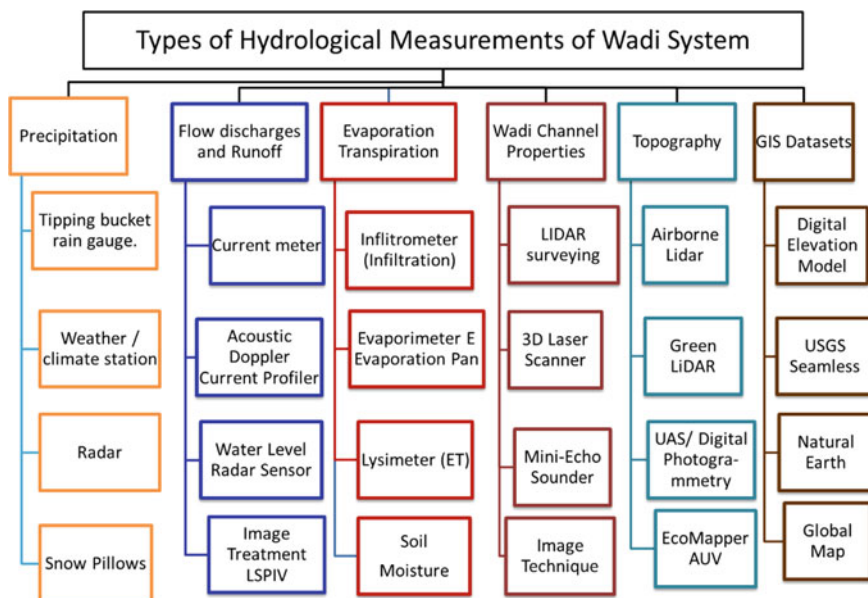 Types of Hydrological Measurements of Wadi System
Precipitation
Tipping bucket
rain gauge.
Weather /
climate station
Radar
Snow Pillows
Flow discharges
and Runoff
Current meter
Acoustic
Doppler
Current Profiler
Water Level
Radar Sensor
Image
Treatment
LSPIV
Evaporation
Transpiration
Inflitrometer
(Infiltration)
Evaporimeter E
Evaporation Pan
Lysimeter (ET)
Soil
Moisture
Wadi Channel
Properties
LIDAR
surveying
3D Laser
Scanner
Mini-Echo
Sounder
Image
Technique
Topography
Airborne
Lidar
Green
LiDAR
UAS/ Digital
Photogra-
mmetry
EcoMapper
AUV
GIS Datasets
Digital
Elevation
Model
USGS
Seamless
Natural
Earth
Global
Map